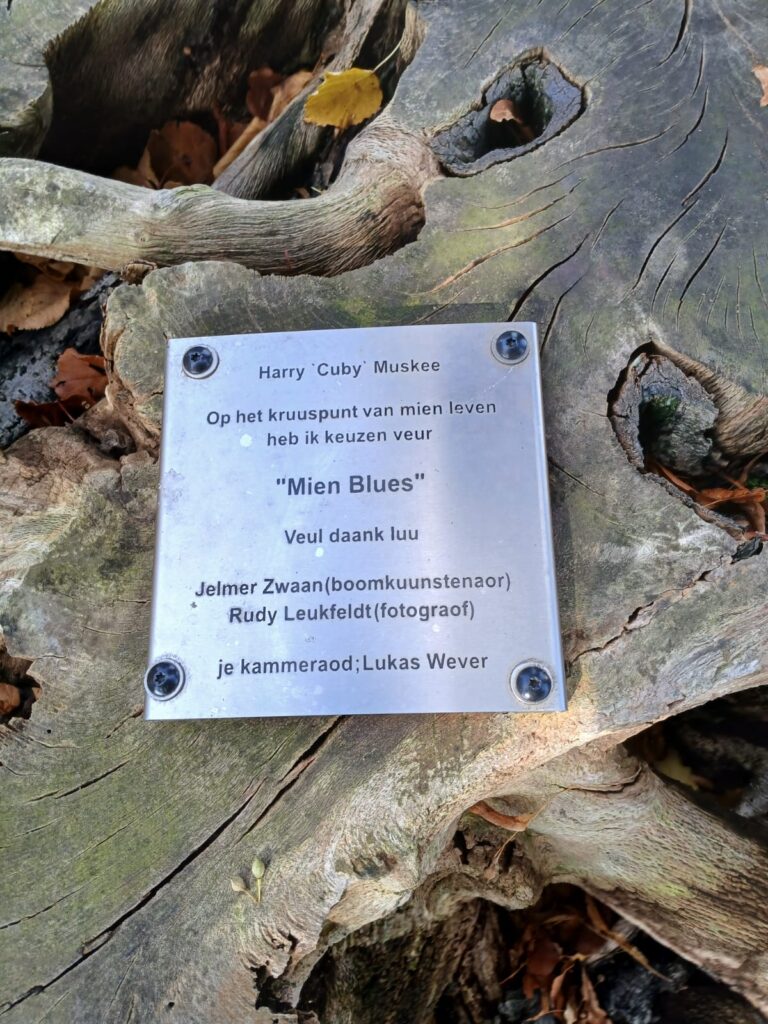 Harry `Cuby` Muskee
Op het kruuspunt van mien leven
heb ik keuzen veur
"Mien Blues"
Veul daank luu
Jelmer Zwaan(boomkuunstenaor)
Rudy Leukfeldt(fotograof)
je kammeraod;Lukas Wever